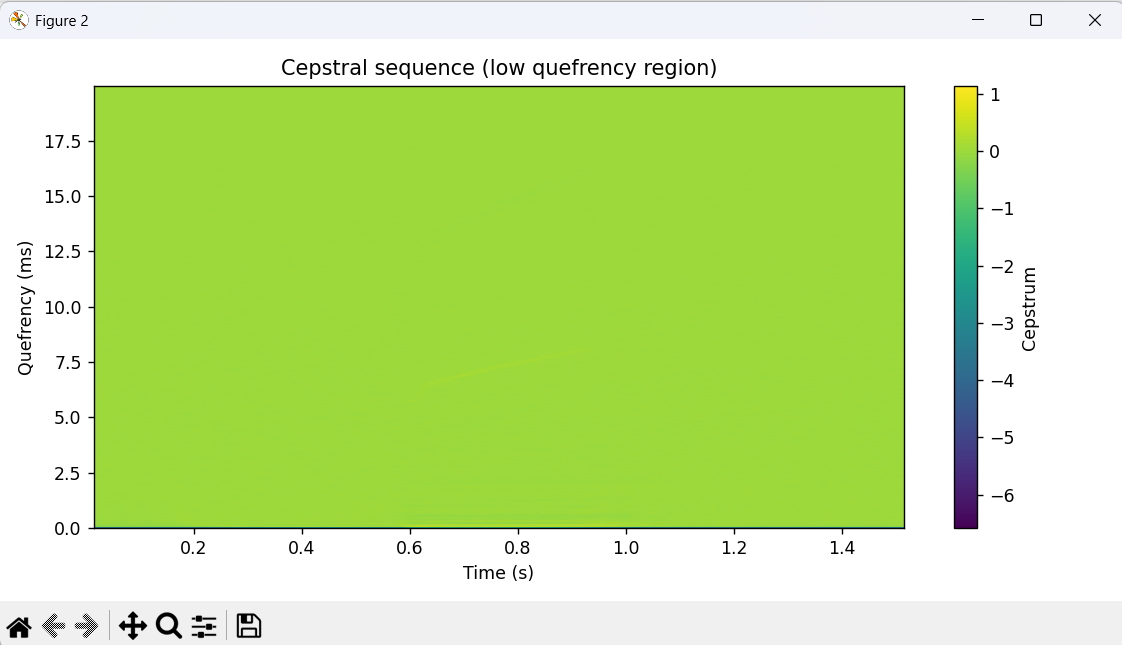 Figure 2
Cepstral sequence (low quefrency region)
17.5
15.0
12.5
10.0
7.5
5.0
2.5
0.0
Quefrency (ms)
0.2 0.4 0.6 0.8 1.0 1.2 1.4
Time (s)
1
0
−1
−2
−3
−4
−5
−6
Cepstrum